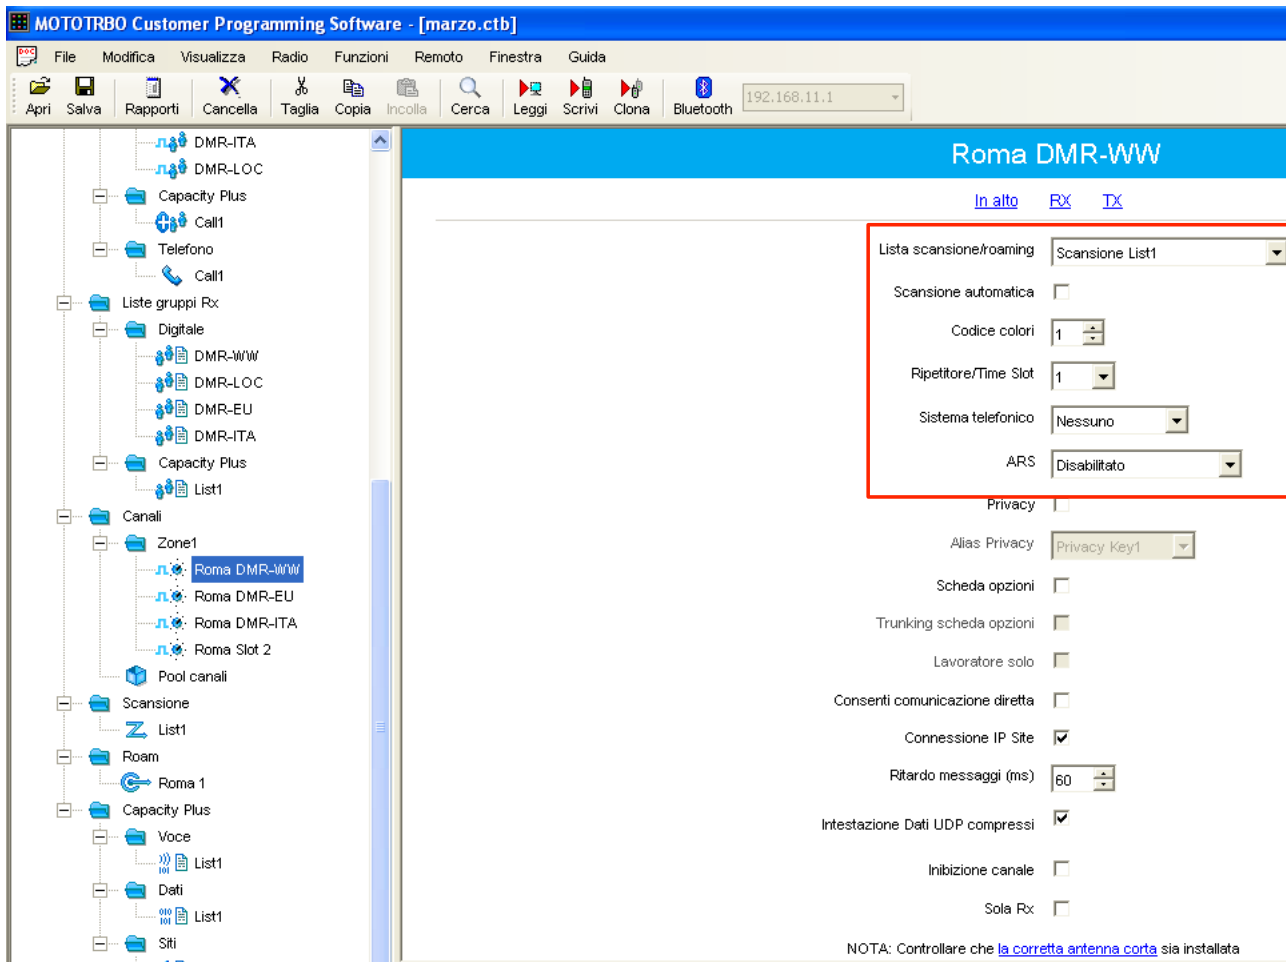 MOTOTRBO Customer Programming Software - [marzo.ctb]
File Modifica Visualizza Radio Funzioni Remoto Finestra Guida
Apri Salva Rapporti Cancella Taglia Copia Incolla Cerca Leggi Scrivi Clona Bluetooth 192.168.11.1
DMR-ITA
DMR-LOC
Capacity Plus
Call1
Telefono
Call1
Liste gruppi Rx
Digitale
DMR-WW
DMR-LOC
DMR-EU
DMR-ITA
Capacity Plus
List1
Canali
Zone1
Roma DMR-WW
Roma DMR-EU
Roma DMR-ITA
Roma Slot 2
Pool canali
Scansione
List1
Roam
Roma 1
Capacity Plus
Voce
List1
Dati
List1
Siti
Roma DMR-WW
In alto RX TX
Lista scansione/roaming Scansione List1
Scansione automatica
Codice colori 1
Ripetitore/Time Slot 1
Sistema telefonico Nessuno
ARS Disabilitato
Privacy
Alias Privacy Privacy Key1
Scheda opzioni
Trunking scheda opzioni
Lavoratore solo
Consenti comunicazione diretta
Connessione IP Site
Ritardo messaggi (ms) 60
Intestazione Dati UDP compressi
Inibizione canale
Sola Rx
NOTA: Controllare che la corretta antenna corta sia installata